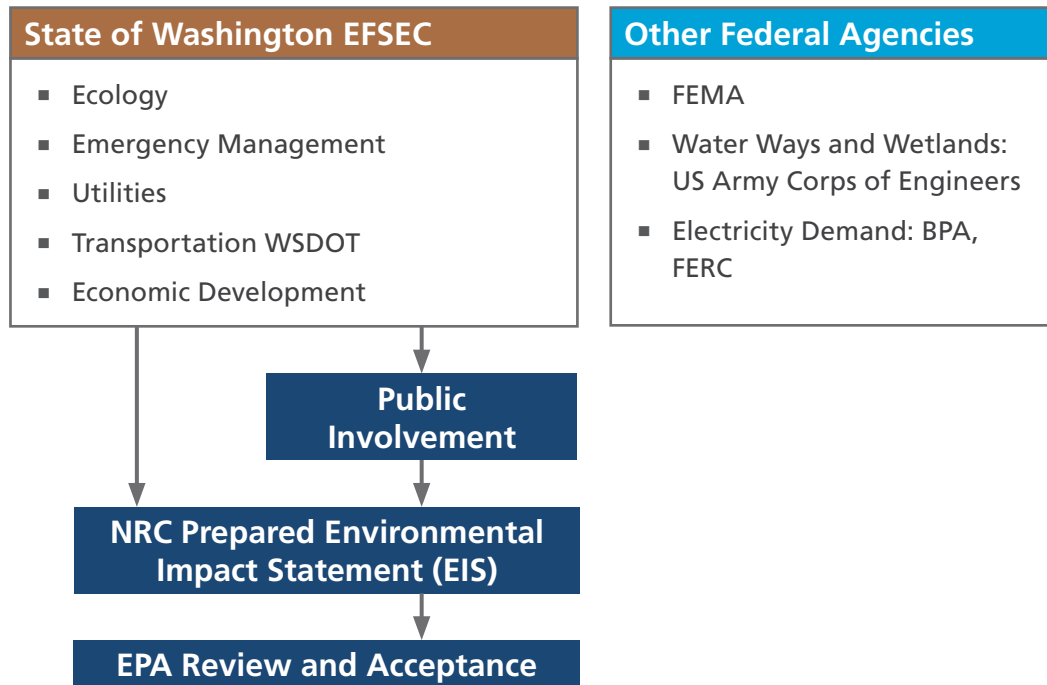 State of Washington EFSEC
Ecology
Emergency Management
Utilities
Transportation WSDOT
Economic Development
Other Federal Agencies
FEMA
Water Ways and Wetlands:
US Army Corps of Engineers
Electricity Demand: BPA,
FERC
Public
Involvement
NRC Prepared Environmental
Impact Statement (EIS)
EPA Review and Acceptance